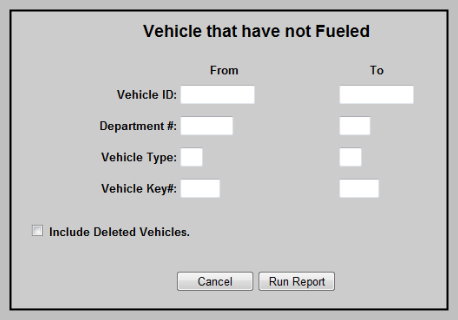 Vehicle that have not Fueled
From To
Vehicle ID:
Department #:
Vehicle Type:
Vehicle Key#:
Include Deleted Vehicles.
Cancel Run Report